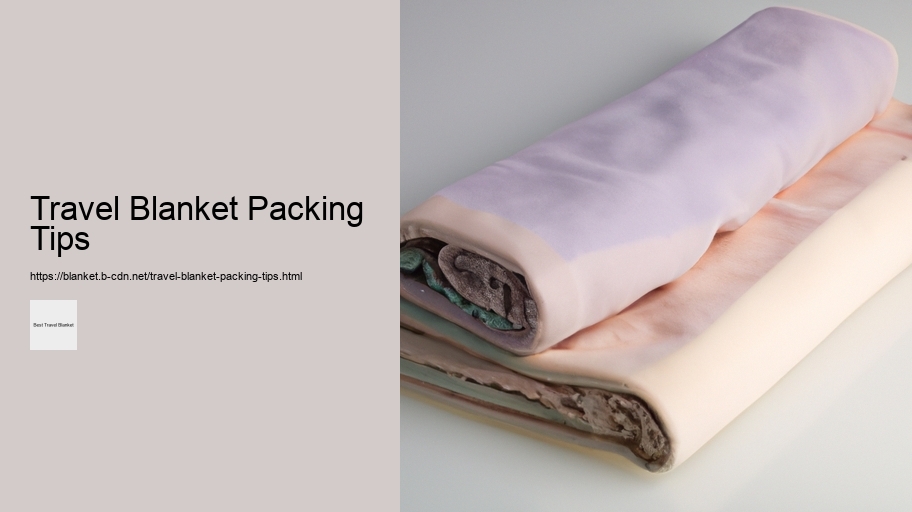 Travel Blanket Packing
Tips
https://blanket.b-cdn.net/travel-blanket-packing-tips.html
Best Travel Blanket